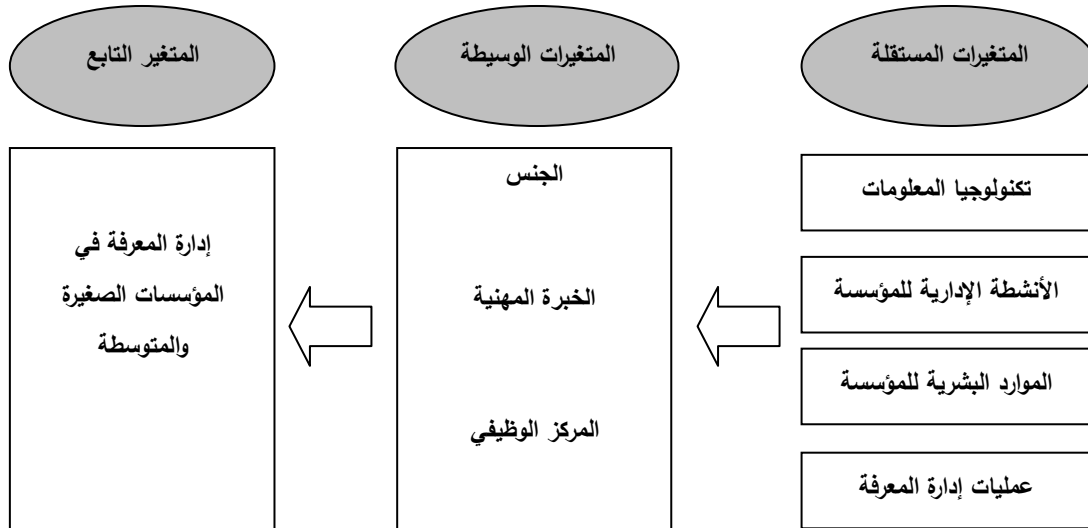 المتغيرات المستقلة
المتغيرات الوسيطة
المتغير التابع
تكنولوجيا المعلومات
الأنشطة الإدارية للمؤسسة
الموارد البشرية للمؤسسة
عمليات إدارة المعرفة
الجنس
الخبرة المهنية
المركز الوظيفي
إدارة المعرفة في
المؤسسات الصغيرة
والمتوسطة